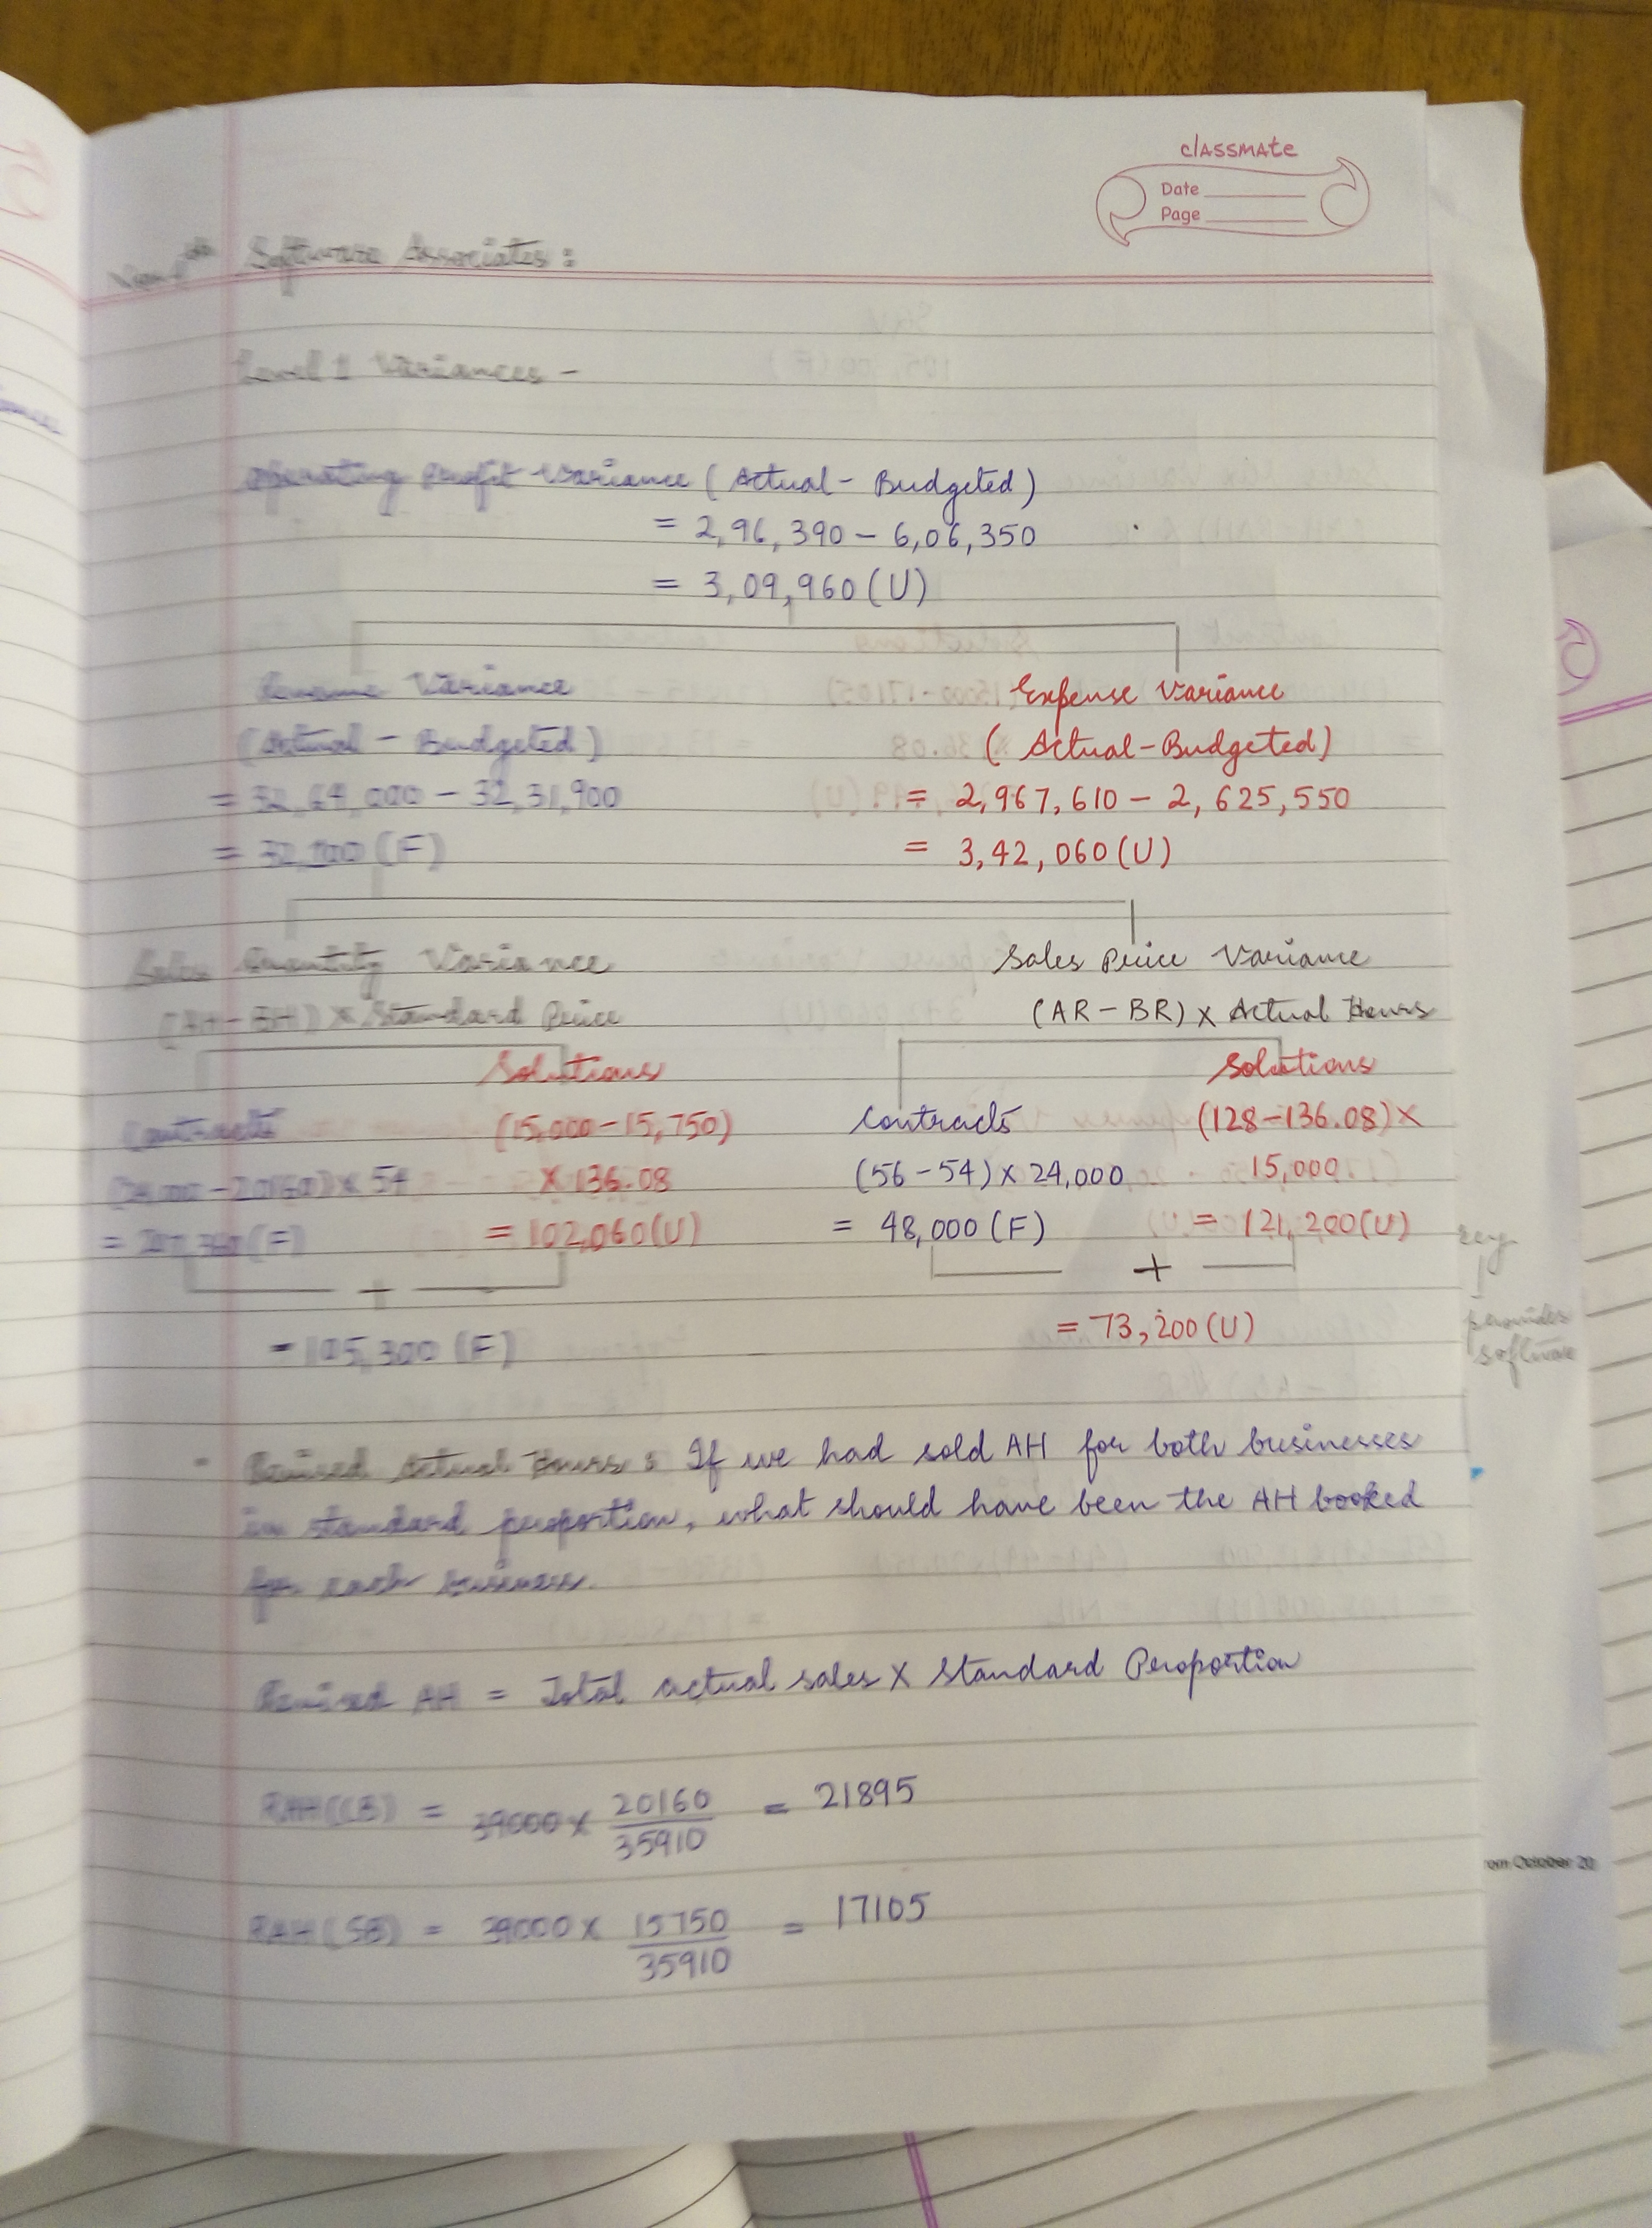 classmate
Date
Page
Software Associates:
Level 1 Variances -
Operating Profit Variance (Actual - Budgeted)
= 2,96,390 - 6,06,350
= 3,09,960 (U)
Revenue Variance
(Actual - Budgeted)
= 32,64,000 - 32,31,900
= 32,100 (F)
Expense Variance
(Actual - Budgeted)
= 2,967,610 - 2,625,550
= 3,42,060 (U)
Sales Quantity Variance
(AH - BH) x Standard Price
Sales Price Variance
(AR - BR) x Actual Hours
Contracts
(24,000 - 20160) x 54
= 207,360 (F)
Solutions
(15,000 - 15,750)
x 136.08
= 102,060 (U)
+
= 105,300 (F)
Contracts
(56 - 54) x 24,000
= 48,000 (F)
Solutions
(128 - 136.08) x
15,000
= 121,200 (U)
+
= 73,200 (U)
- Revised Actual Hours : If we had sold AH for both businesses
in standard proportion, what should have been the AH booked
for each business.
Revised AH = Total actual sales x Standard Proportion
RAH (CB) = 39000 x 20160/35910 = 21895
RAH (SB) = 39000 x 15750/35910 = 17105
provides
software
rom October 20